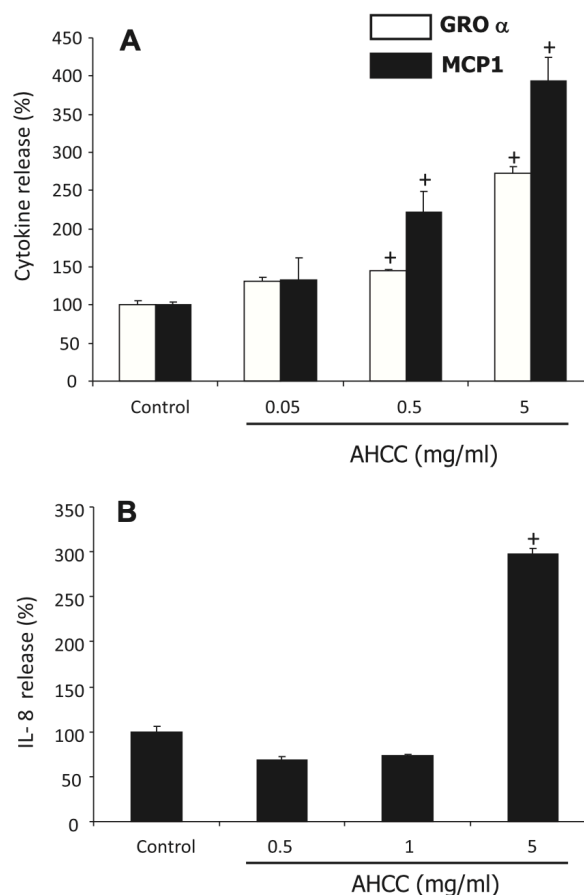 A
GRO α
MCP1
Cytokine release (%)
450
400
350
300
250
200
150
100
50
0
+
+
+
+
Control 0.05 0.5 5
AHCC (mg/ml)
B
IL- 8 release (%)
350
300
250
200
150
100
50
0
+
Control 0.5 1 5
AHCC (mg/ml)